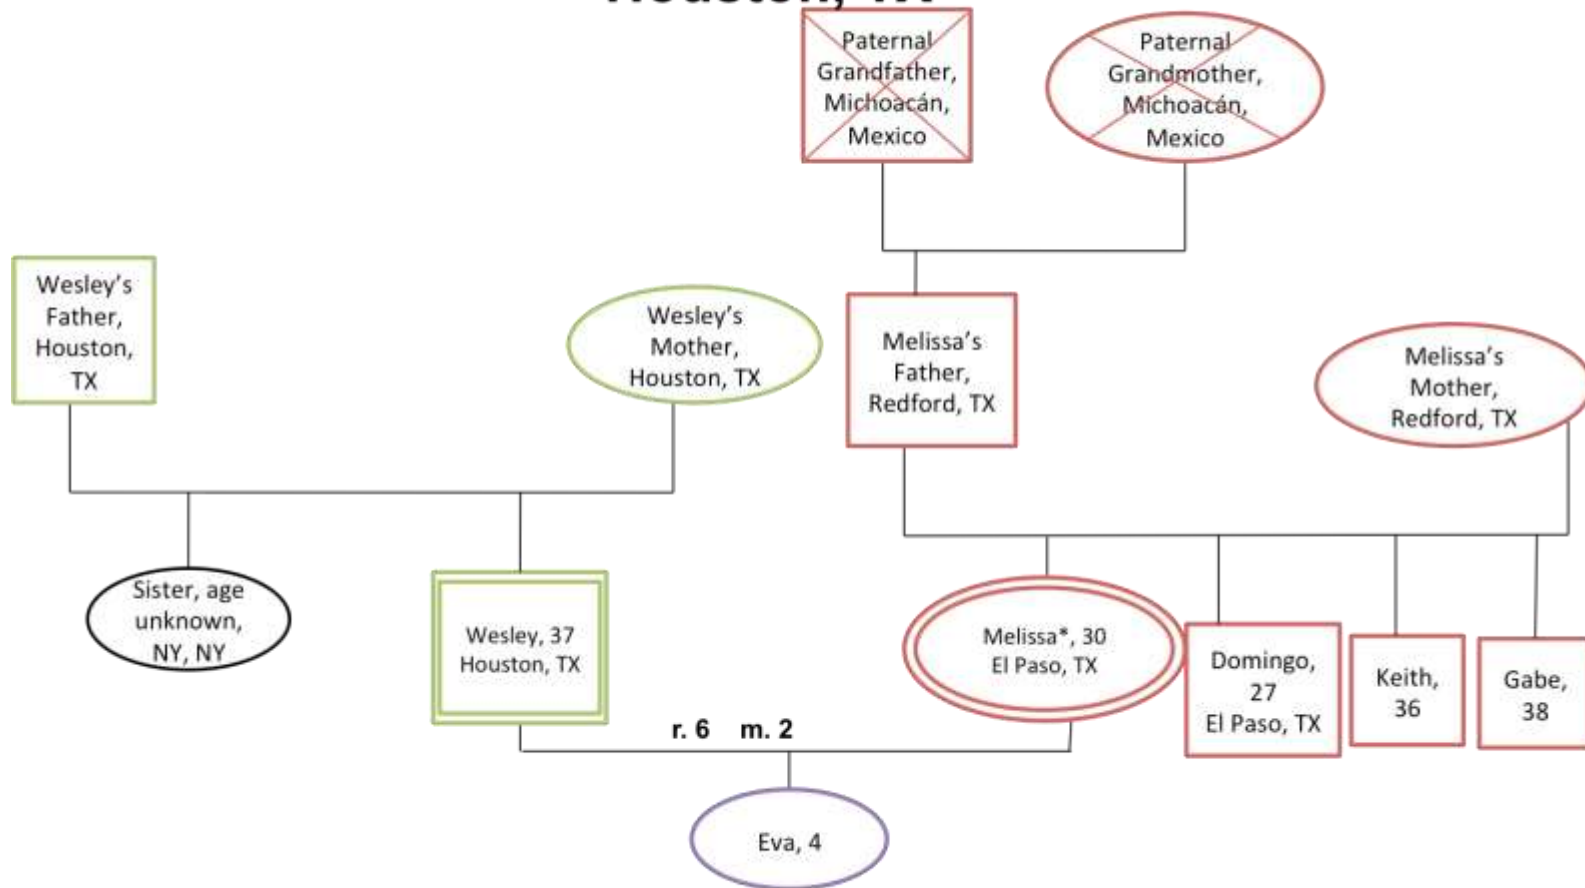 Houston, TX
Paternal
Grandfather,
Michoacán,
Mexico
Paternal
Grandmother,
Michoacán,
Mexico
Wesley's
Father,
Houston,
TX
Wesley's
Mother,
Houston, TX
Melissa's
Father,
Redford, TX
Melissa's
Mother,
Redford, TX
Sister, age
unknown,
NY, NY
Wesley, 37
Houston, TX
Melissa*, 30
El Paso, TX
Domingo,
27
El Paso, TX
Keith,
36
Gabe,
38
r. 6 m. 2
Eva, 4